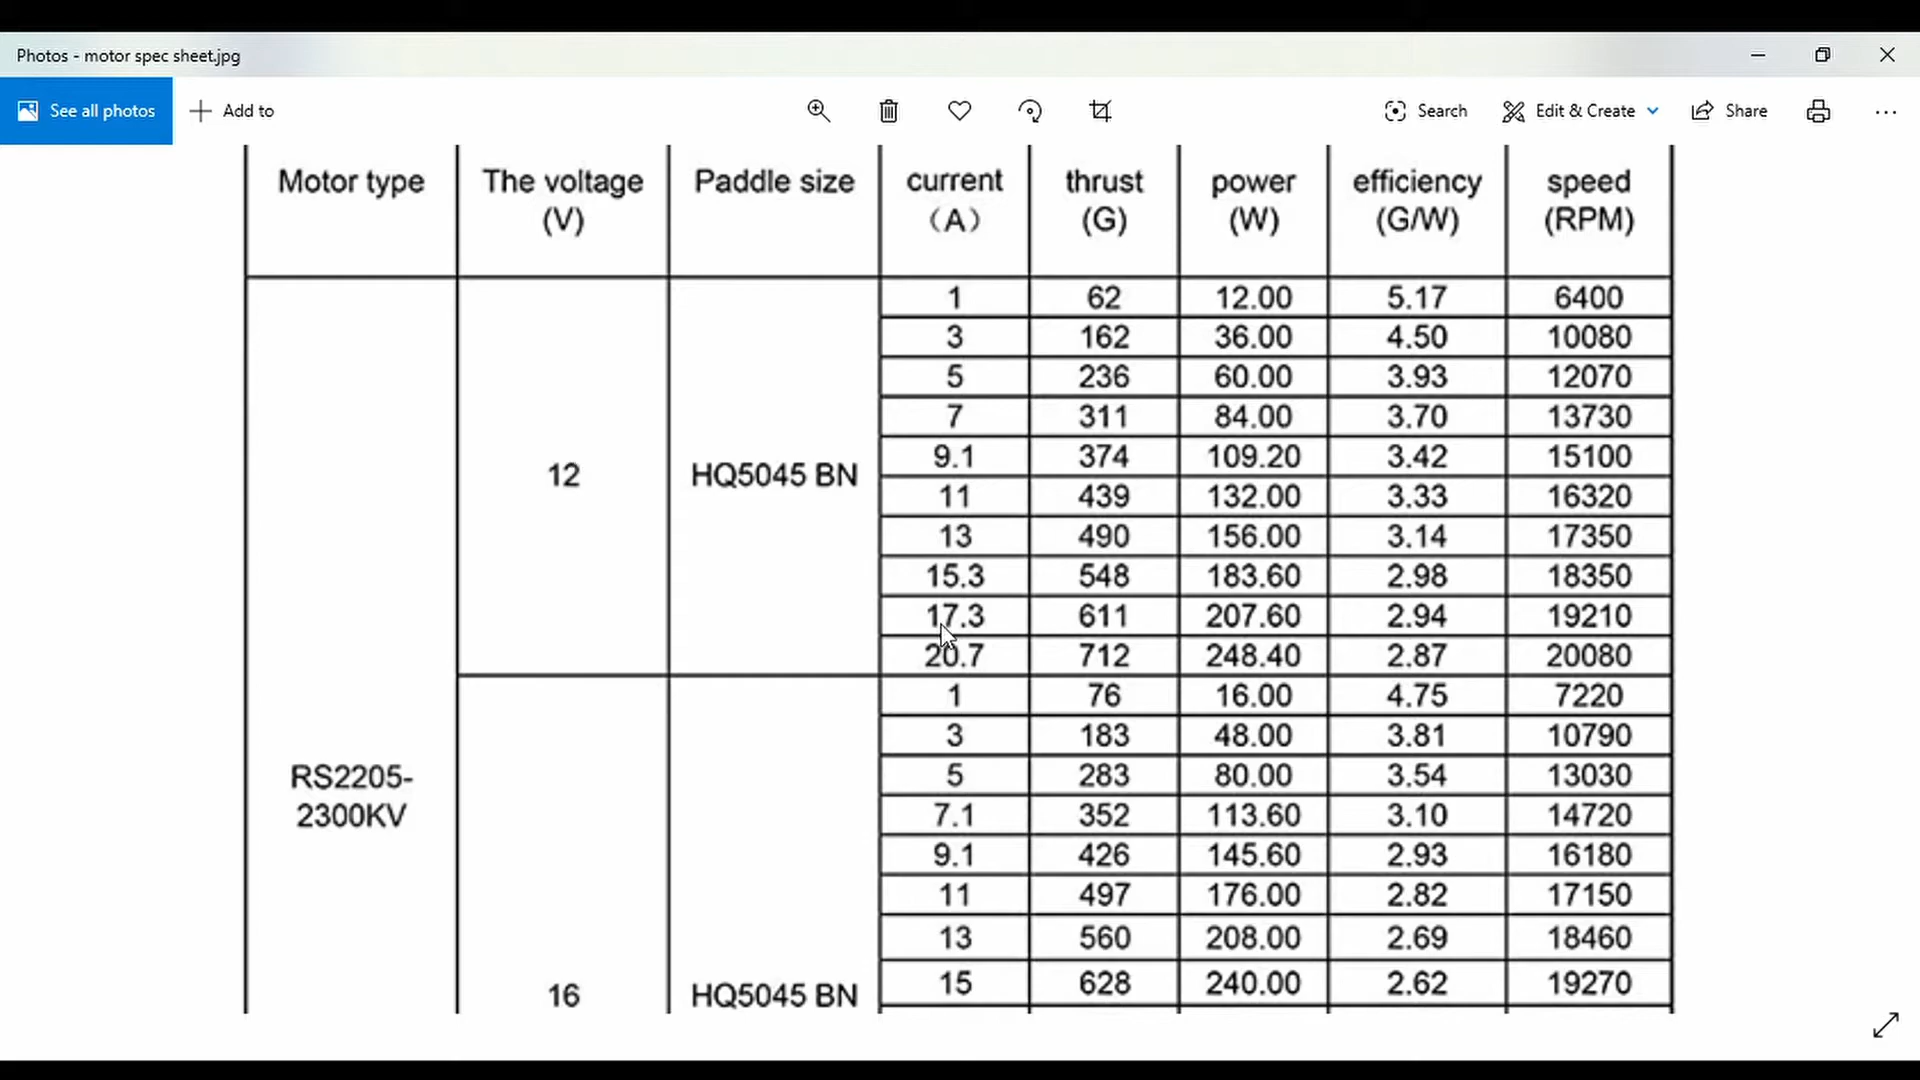 Photos - motor spec sheet.jpg
See all photos Add to Search Edit & Create Share
Motor type The voltage (V) Paddle size current (A) thrust (G) power (W) efficiency (G/W) speed (RPM)
1 62 12.00 5.17 6400
3 162 36.00 4.50 10080
5 236 60.00 3.93 12070
7 311 84.00 3.70 13730
12 HQ5045 BN 9.1 374 109.20 3.42 15100
11 439 132.00 3.33 16320
13 490 156.00 3.14 17350
15.3 548 183.60 2.98 18350
17.3 611 207.60 2.94 19210
20.7 712 248.40 2.87 20080
1 76 16.00 4.75 7220
3 183 48.00 3.81 10790
RS2205-
2300KV
5 283 80.00 3.54 13030
7.1 352 113.60 3.10 14720
9.1 426 145.60 2.93 16180
11 497 176.00 2.82 17150
13 560 208.00 2.69 18460
16 HQ5045 BN 15 628 240.00 2.62 19270